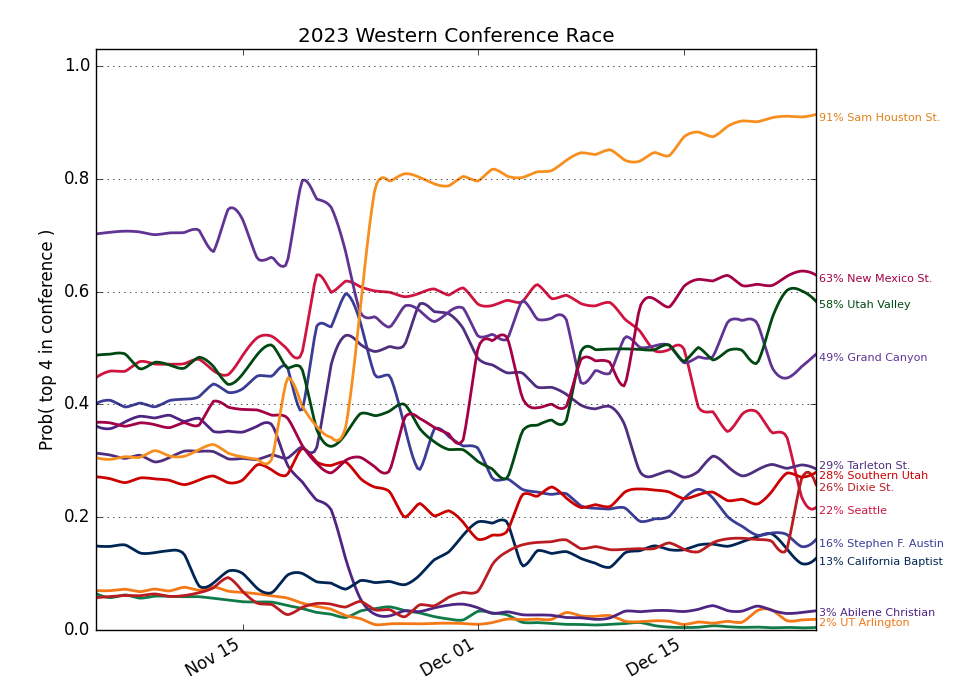 2023 Western Conference Race
Prob( top 4 in conference )
1.0
0.8
0.6
0.4
0.2
0.0
Nov 15
Dec 01
Dec 15
91% Sam Houston St.
63% New Mexico St.
58% Utah Valley
49% Grand Canyon
29% Tarleton St.
28% Southern Utah
26% Dixie St.
22% Seattle
16% Stephen F. Austin
13% California Baptist
3% Abilene Christian
2% UT Arlington